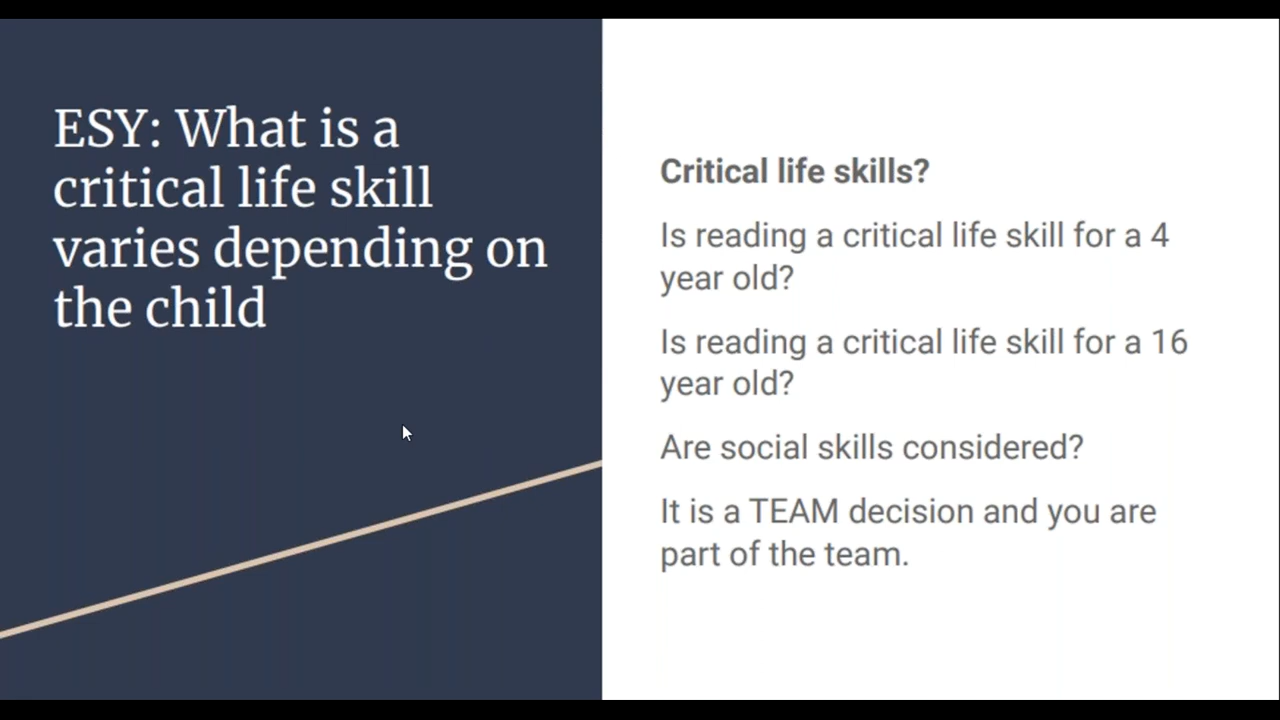 ESY: What is a
critical life skill
varies depending on
the child
Critical life skills?
Is reading a critical life skill for a 4
year old?
Is reading a critical life skill for a 16
year old?
Are social skills considered?
It is a TEAM decision and you are
part of the team.